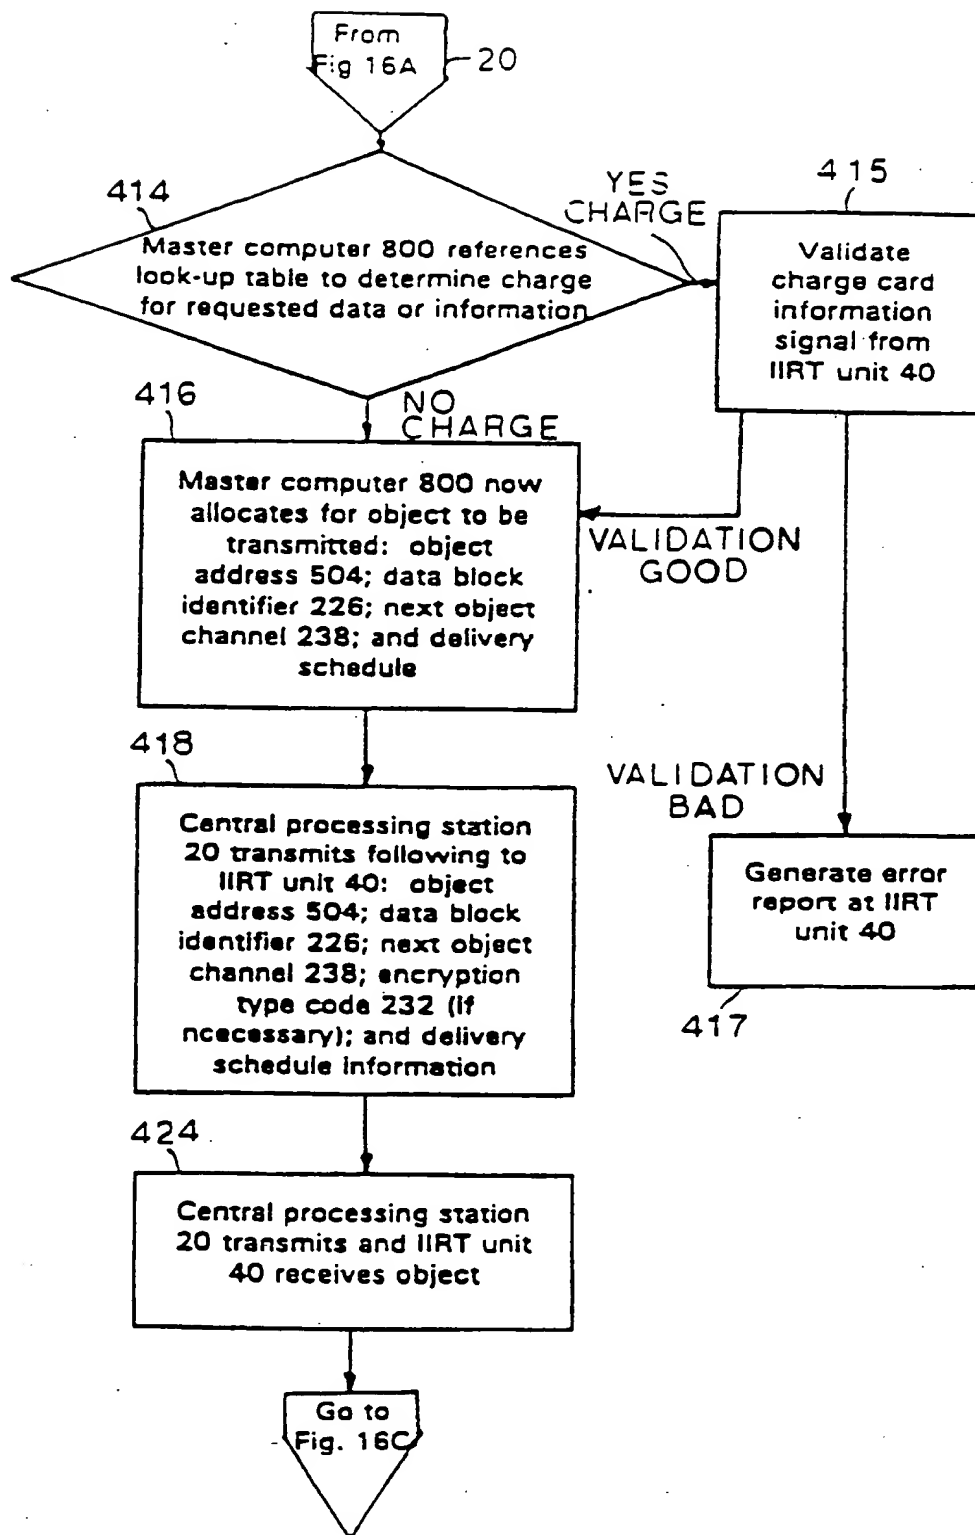 From
Fig 16A
20
414
Master computer 800 references
look-up table to determine charge
for requested data or information
YES
CHARGE
415
Validate
charge card
information
signal from
IIRT unit 40
NO
CHARGE
416
Master computer 800 now
allocates for object to be
transmitted: object
address 504; data block
identifier 226; next object
channel 238; and delivery
schedule
VALIDATION
GOOD
418
Central processing station
20 transmits following to
IIRT unit 40: object
address 504; data block
identifier 226; next object
channel 238; encryption
type code 232 (if
ncecessary); and delivery
schedule information
VALIDATION
BAD
Generate error
report at IIRT
unit 40
417
424
Central processing station
20 transmits and IIRT unit
40 receives object
Go to
Fig. 16C